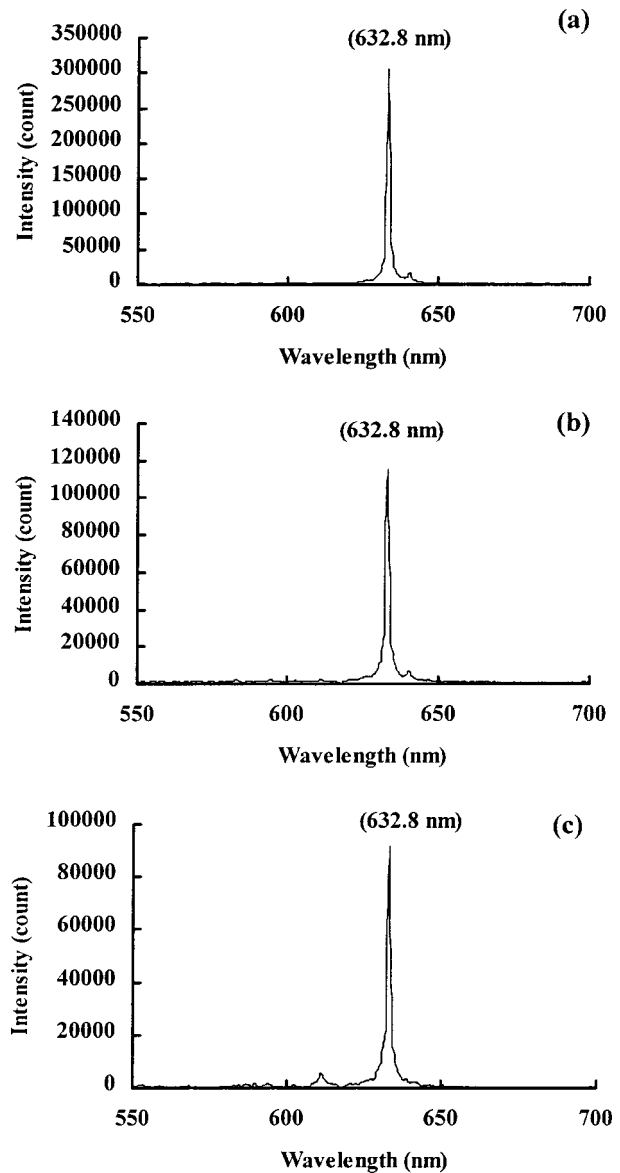 (a)
(632.8 nm)
350000
300000
250000
200000
150000
100000
50000
0
Intensity (count)
550 600 650 700
Wavelength (nm)
(b)
(632.8 nm)
140000
120000
100000
80000
60000
40000
20000
0
Intensity (count)
550 600 650 700
Wavelength (nm)
(c)
(632.8 nm)
100000
80000
60000
40000
20000
0
Intensity (count)
550 600 650 700
Wavelength (nm)